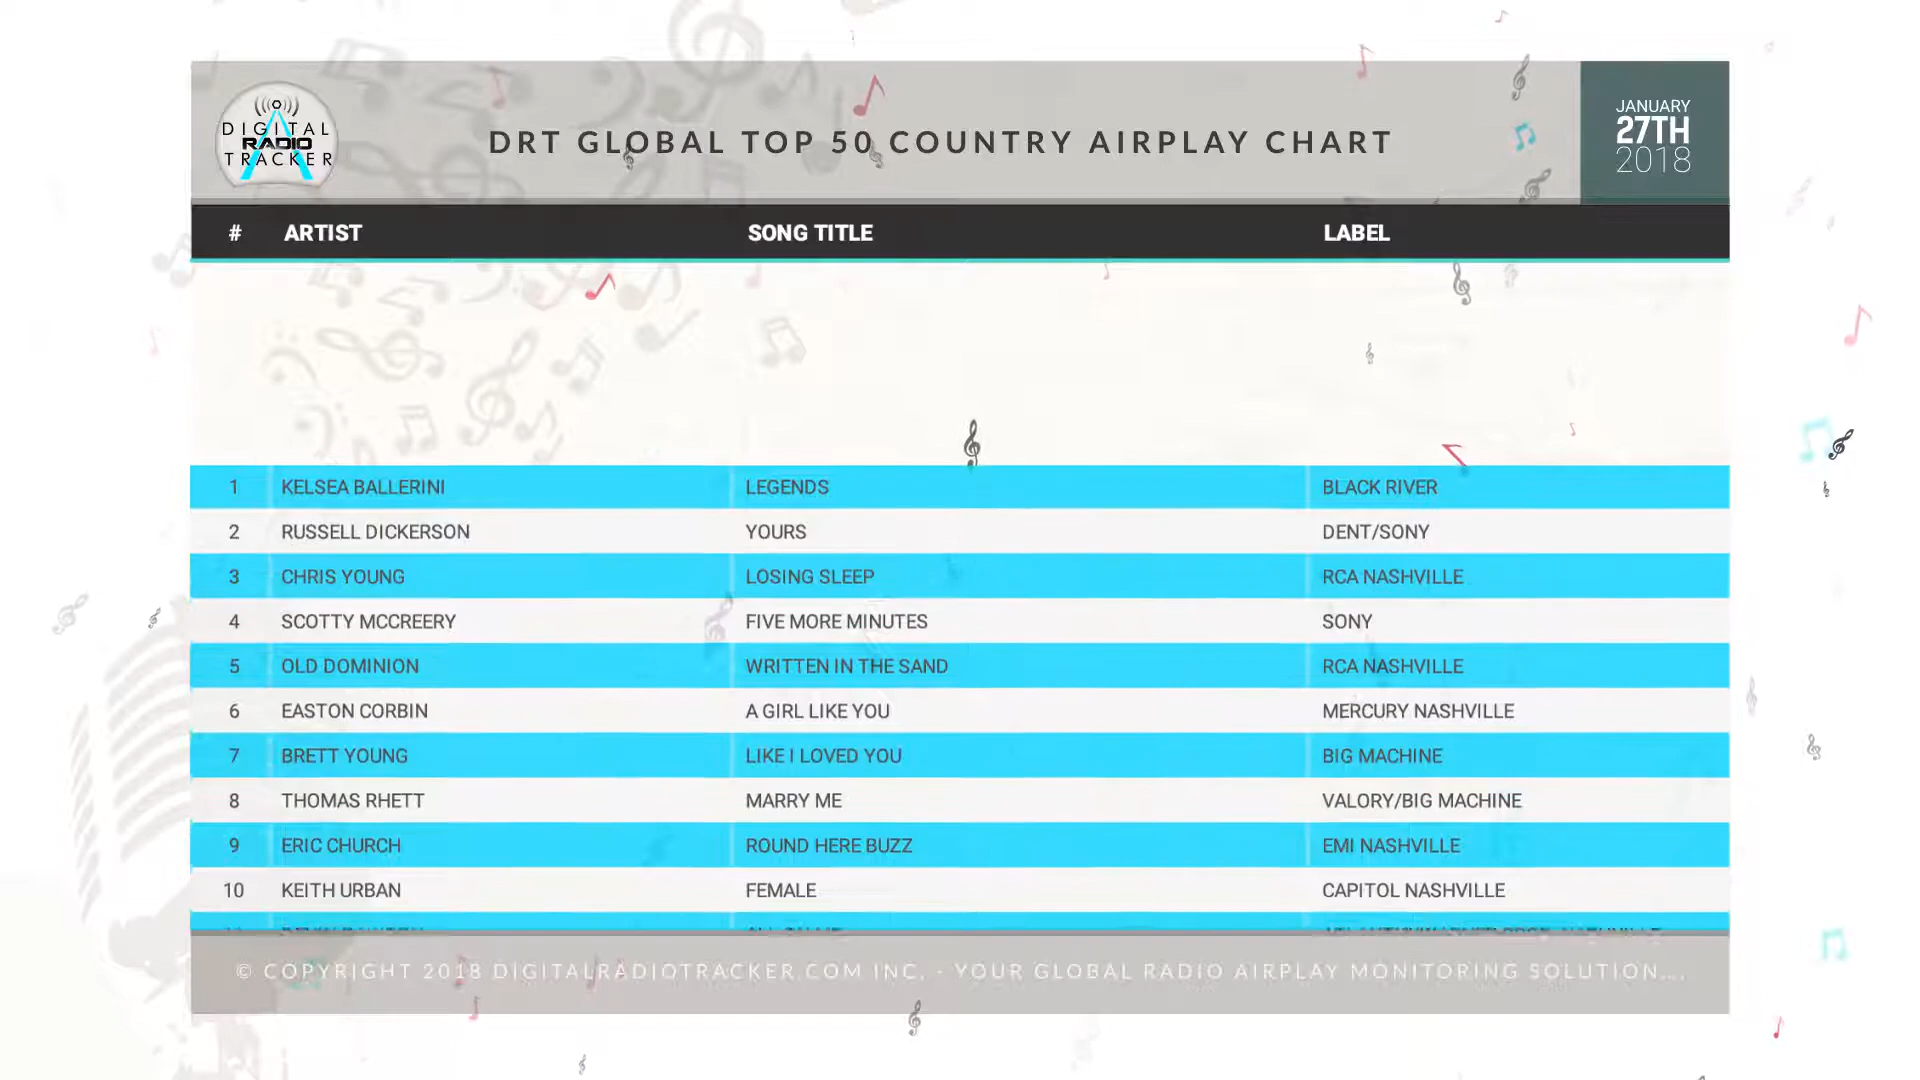 DIGITAL
RADIO
TRACKER
DRT GLOBAL TOP 50 COUNTRY AIRPLAY CHART
JANUARY
27TH
2018
# ARTIST SONG TITLE LABEL
1 KELSEA BALLERINI LEGENDS BLACK RIVER
2 RUSSELL DICKERSON YOURS DENT/SONY
3 CHRIS YOUNG LOSING SLEEP RCA NASHVILLE
4 SCOTTY MCCREERY FIVE MORE MINUTES SONY
5 OLD DOMINION WRITTEN IN THE SAND RCA NASHVILLE
6 EASTON CORBIN A GIRL LIKE YOU MERCURY NASHVILLE
7 BRETT YOUNG LIKE I LOVED YOU BIG MACHINE
8 THOMAS RHETT MARRY ME VALORY/BIG MACHINE
9 ERIC CHURCH ROUND HERE BUZZ EMI NASHVILLE
10 KEITH URBAN FEMALE CAPITOL NASHVILLE
© COPYRIGHT 2018 DIGITALRADIOTRACKER.COM INC. - YOUR GLOBAL RADIO AIRPLAY MONITORING SOLUTION....